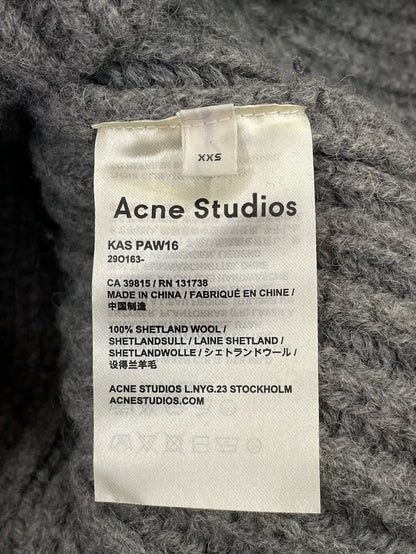 XXS
Acne Studios
KAS PAW16
29O163-
CA 39815 / RN 131738
MADE IN CHINA / FABRIQUÉ EN CHINE /
中国制造
100% SHETLAND WOOL /
SHETLANDSULL / LAINE SHETLAND /
SHETLANDWOLLE / シェトランドウール /
设得兰羊毛
ACNE STUDIOS L.NYG.23 STOCKHOLM
ACNESTUDIOS.COM